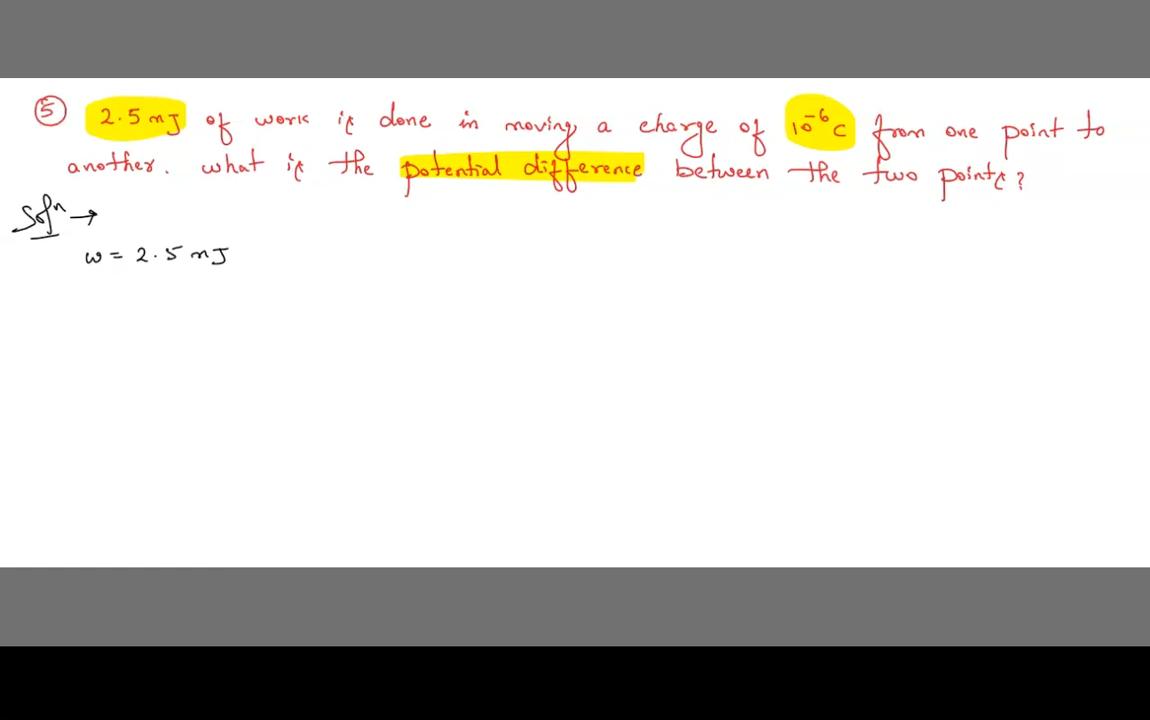 ⑤ 2.5 mJ of work is done in moving a charge of 10⁻⁶ C from one point to
another. what is the potential difference between the two points?
Solⁿ →
w = 2.5 mJ